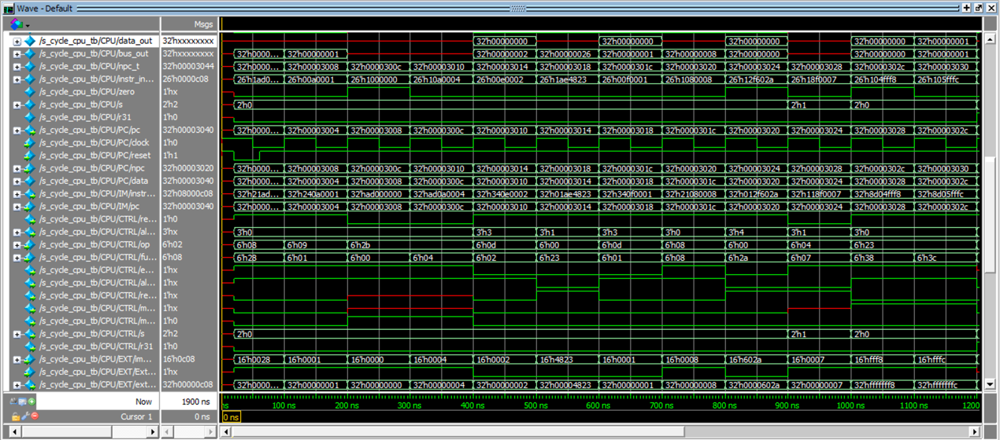 Wave - Default
Msgs
/s_cycle_cpu_tb/CPU/data_out 32'hxxxxxxxx 32'h00000000 32'h00000000 32'h00000000 32'h00000000 32'h00000001
/s_cycle_cpu_tb/CPU/bus_out 32'hxxxxxxxx 32'h0000... 32'h00000001 32'h00000002 32'h00000026 32'h00000001 32'h00000008 32'h00000000 32'h00000000 32'h00000001
/s_cycle_cpu_tb/CPU/npc_t 32'h00003044 32'h0000... 32'h00003008 32'h0000300c 32'h00003010 32'h00003014 32'h00003018 32'h0000301c 32'h00003020 32'h00003024 32'h00003028 32'h0000302c 32'h00003030
/s_cycle_cpu_tb/CPU/instr_in... 26'h0000c08 26'h1ad0... 26'h00a0001 26'h1000000 26'h10a0004 26'h00e0002 26'h1ae4823 26'h00f0001 26'h1080008 26'h12f602a 26'h18f0007 26'h104fff8 26'h105fffc
/s_cycle_cpu_tb/CPU/zero 1'hx
/s_cycle_cpu_tb/CPU/s 2'h2 2'h0 2'h1 2'h0
/s_cycle_cpu_tb/CPU/r31 1'h0
/s_cycle_cpu_tb/CPU/PC/pc 32'h00003040 32'h0000... 32'h00003004 32'h00003008 32'h0000300c 32'h00003010 32'h00003014 32'h00003018 32'h0000301c 32'h00003020 32'h00003024 32'h00003028 32'h0000302c
/s_cycle_cpu_tb/CPU/PC/clock 1'h0
/s_cycle_cpu_tb/CPU/PC/reset 1'h1
/s_cycle_cpu_tb/CPU/PC/npc 32'h00003020 32'h0000... 32'h00003008 32'h0000300c 32'h00003010 32'h00003014 32'h00003018 32'h0000301c 32'h00003020 32'h00003024 32'h00003028 32'h0000302c 32'h00003030
/s_cycle_cpu_tb/CPU/PC/data 32'h00003040 32'h0000... 32'h00003008 32'h0000300c 32'h00003010 32'h00003014 32'h00003018 32'h0000301c 32'h00003020 32'h00003024 32'h00003028 32'h0000302c 32'h00003030
/s_cycle_cpu_tb/CPU/IM/instr... 32'h08000c08 32'h21ad... 32'h240a0001 32'had000000 32'had0a0004 32'h340e0002 32'h01ae4823 32'h340f0001 32'h21080008 32'h012f602a 32'h118f0007 32'h8d04fff8 32'h8d05fffc
/s_cycle_cpu_tb/CPU/IM/pc 32'h00003040 32'h0000... 32'h00003004 32'h00003008 32'h0000300c 32'h00003010 32'h00003014 32'h00003018 32'h0000301c 32'h00003020 32'h00003024 32'h00003028 32'h0000302c
/s_cycle_cpu_tb/CPU/CTRL/re... 1'h0
/s_cycle_cpu_tb/CPU/CTRL/al... 3'hx 3'h0 3'h3 3'h1 3'h3 3'h0 3'h4 3'h1 3'h0
/s_cycle_cpu_tb/CPU/CTRL/op 6'h02 6'h08 6'h09 6'h2b 6'h0d 6'h00 6'h0d 6'h08 6'h00 6'h04 6'h23
/s_cycle_cpu_tb/CPU/CTRL/fu... 6'h08 6'h28 6'h01 6'h00 6'h04 6'h02 6'h23 6'h01 6'h08 6'h2a 6'h07 6'h38 6'h3c
/s_cycle_cpu_tb/CPU/CTRL/e... 1'hx
/s_cycle_cpu_tb/CPU/CTRL/al... 1'hx
/s_cycle_cpu_tb/CPU/CTRL/re... 1'hx
/s_cycle_cpu_tb/CPU/CTRL/m... 1'hx
/s_cycle_cpu_tb/CPU/CTRL/m... 1'h0
/s_cycle_cpu_tb/CPU/CTRL/s 2'h2 2'h0 2'h1 2'h0
/s_cycle_cpu_tb/CPU/CTRL/r31 1'h0
/s_cycle_cpu_tb/CPU/EXT/im... 16'h0c08 16'h0028 16'h0001 16'h0000 16'h0004 16'h0002 16'h4823 16'h0001 16'h0008 16'h602a 16'h0007 16'hfff8 16'hfffc
/s_cycle_cpu_tb/CPU/EXT/Ext... 1'hx
/s_cycle_cpu_tb/CPU/EXT/ext... 32'h00000c08 32'h0000... 32'h00000001 32'h00000000 32'h00000004 32'h00000002 32'h00004823 32'h00000001 32'h00000008 32'h0000602a 32'h00000007 32'hfffffff8 32'hfffffffc
Now 1900 ns ns 100 ns 200 ns 300 ns 400 ns 500 ns 600 ns 700 ns 800 ns 900 ns 1000 ns 1100 ns 1200
Cursor 1 0 ns 0 ns